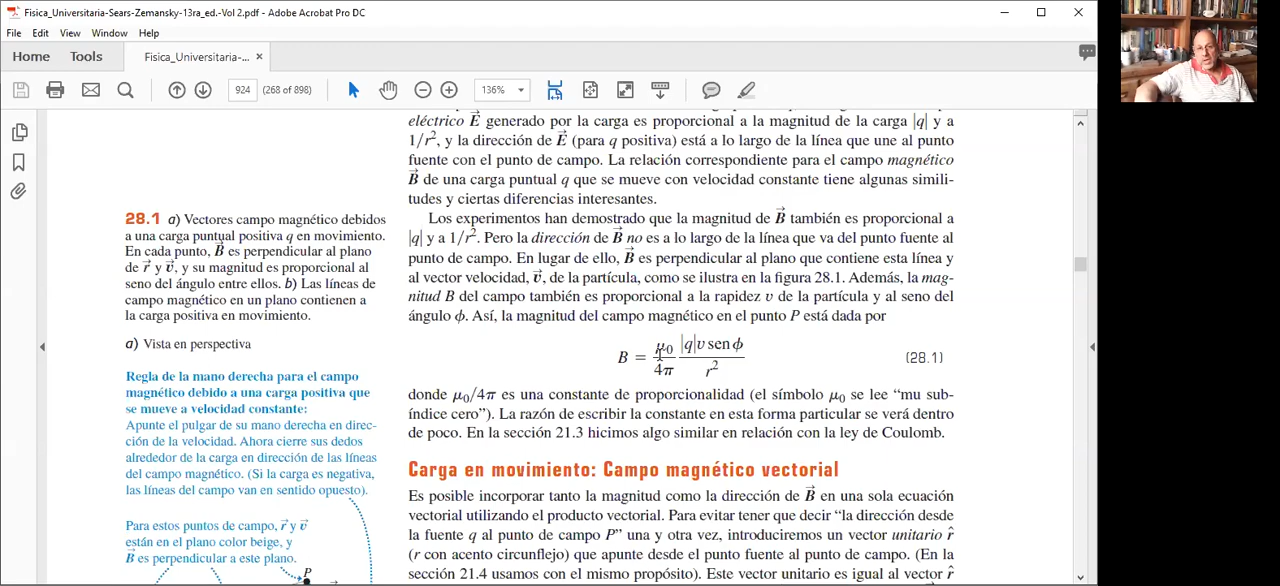 Fisica_Universitaria-Sears-Zemansky-13ra_ed.-Vol 2.pdf - Adobe Acrobat Pro DC
File Edit View Window Help
Home Tools Fisica_Universitaria-... ×
924 (268 of 898) 136%
eléctrico E⃗ generado por la carga es proporcional a la magnitud de la carga |q| y a
1/r², y la dirección de E⃗ (para q positiva) está a lo largo de la línea que une al punto
fuente con el punto de campo. La relación correspondiente para el campo magnético
B⃗ de una carga puntual q que se mueve con velocidad constante tiene algunas simili-
tudes y ciertas diferencias interesantes.
Los experimentos han demostrado que la magnitud de B⃗ también es proporcional a
|q| y a 1/r². Pero la dirección de B⃗ no es a lo largo de la línea que va del punto fuente al
punto de campo. En lugar de ello, B⃗ es perpendicular al plano que contiene esta línea y
al vector velocidad, v⃗, de la partícula, como se ilustra en la figura 28.1. Además, la mag-
nitud B del campo también es proporcional a la rapidez v de la partícula y al seno del
ángulo ϕ. Así, la magnitud del campo magnético en el punto P está dada por
B = μ₀/4π |q|v sen ϕ/r² (28.1)
donde μ₀/4π es una constante de proporcionalidad (el símbolo μ₀ se lee “mu sub-
índice cero”). La razón de escribir la constante en esta forma particular se verá dentro
de poco. En la sección 21.3 hicimos algo similar en relación con la ley de Coulomb.
Carga en movimiento: Campo magnético vectorial
Es posible incorporar tanto la magnitud como la dirección de B⃗ en una sola ecuación
vectorial utilizando el producto vectorial. Para evitar tener que decir “la dirección desde
la fuente q al punto de campo P” una y otra vez, introduciremos un vector unitario r̂
(r con acento circunflejo) que apunte desde el punto fuente al punto de campo. (En la
sección 21.4 usamos con el mismo propósito). Este vector unitario es igual al vector r⃗
28.1 a) Vectores campo magnético debidos
a una carga puntual positiva q en movimiento.
En cada punto, B⃗ es perpendicular al plano
de r⃗ y v⃗, y su magnitud es proporcional al
seno del ángulo entre ellos. b) Las líneas de
campo magnético en un plano contienen a
la carga positiva en movimiento.
a) Vista en perspectiva
Regla de la mano derecha para el campo
magnético debido a una carga positiva que
se mueve a velocidad constante:
Apunte el pulgar de su mano derecha en direc-
ción de la velocidad. Ahora cierre sus dedos
alrededor de la carga en dirección de las líneas
del campo magnético. (Si la carga es negativa,
las líneas del campo van en sentido opuesto).
Para estos puntos de campo, r⃗ y v⃗
están en el plano color beige, y
B⃗ es perpendicular a este plano.
P